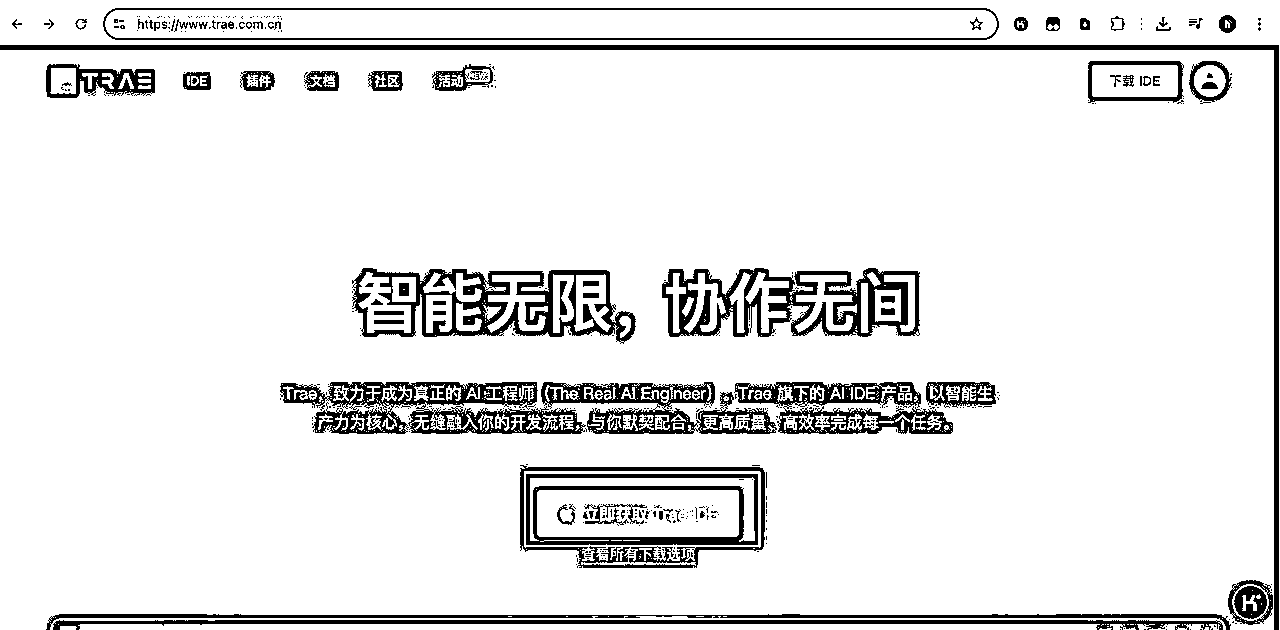 https://www.trae.com.cn
TRAE IDE 插件 文档 社区 活动 下载 IDE
智能无限，协作无间
Trae，致力于成为真正的 AI 工程师（The Real AI Engineer）。Trae 旗下的 AI IDE 产品，以智能生
产力为核心，无缝融入你的开发流程，与你默契配合，更高质量、高效率完成每一个任务。
立即获取 Trae IDE
查看所有下载选项